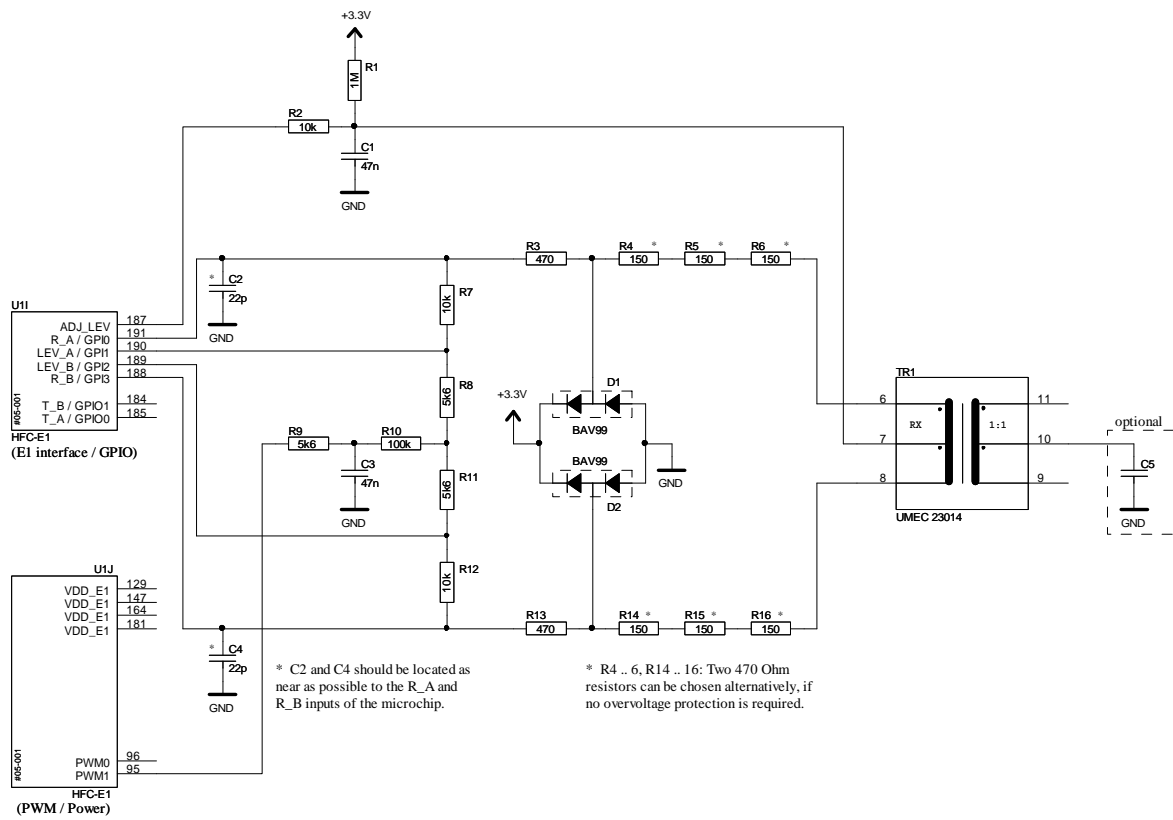 +3.3V
R1
1M
R2
10k
C1
47n
GND
R3
470
R4 *
150
R5 *
150
R6 *
150
* C2
22p
GND
R7
10k
U1I
ADJ_LEV 187
R_A / GPI0 191
LEV_A / GPI1 190
LEV_B / GPI2 189
R_B / GPI3 188
T_B / GPIO1 184
T_A / GPIO0 185
#05-001
HFC-E1
(E1 interface / GPIO)
R8
5k6
+3.3V
D1
BAV99
BAV99
D2
GND
R9
5k6
R10
100k
C3
47n
GND
R11
5k6
R12
10k
TR1
6
7
8
RX
1:1
11
10
9
UMEC 23014
optional
C5
GND
U1J
VDD_E1 129
VDD_E1 147
VDD_E1 164
VDD_E1 181
PWM0 96
PWM1 95
#05-001
HFC-E1
(PWM / Power)
* C4
22p
GND
R13
470
R14 *
150
R15 *
150
R16 *
150
* C2 and C4 should be located as
near as possible to the R_A and
R_B inputs of the microchip.
* R4 .. 6, R14 .. 16: Two 470 Ohm
resistors can be chosen alternatively, if
no overvoltage protection is required.